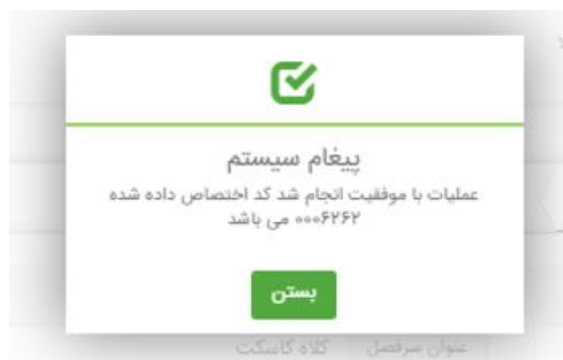 پیغام سیستم
عملیات با موفقیت انجام شد کد اختصاص داده شده
۰۰۰۶۲۶۲ می باشد
بستن
عنوان سرفصل کلاه کاسکت